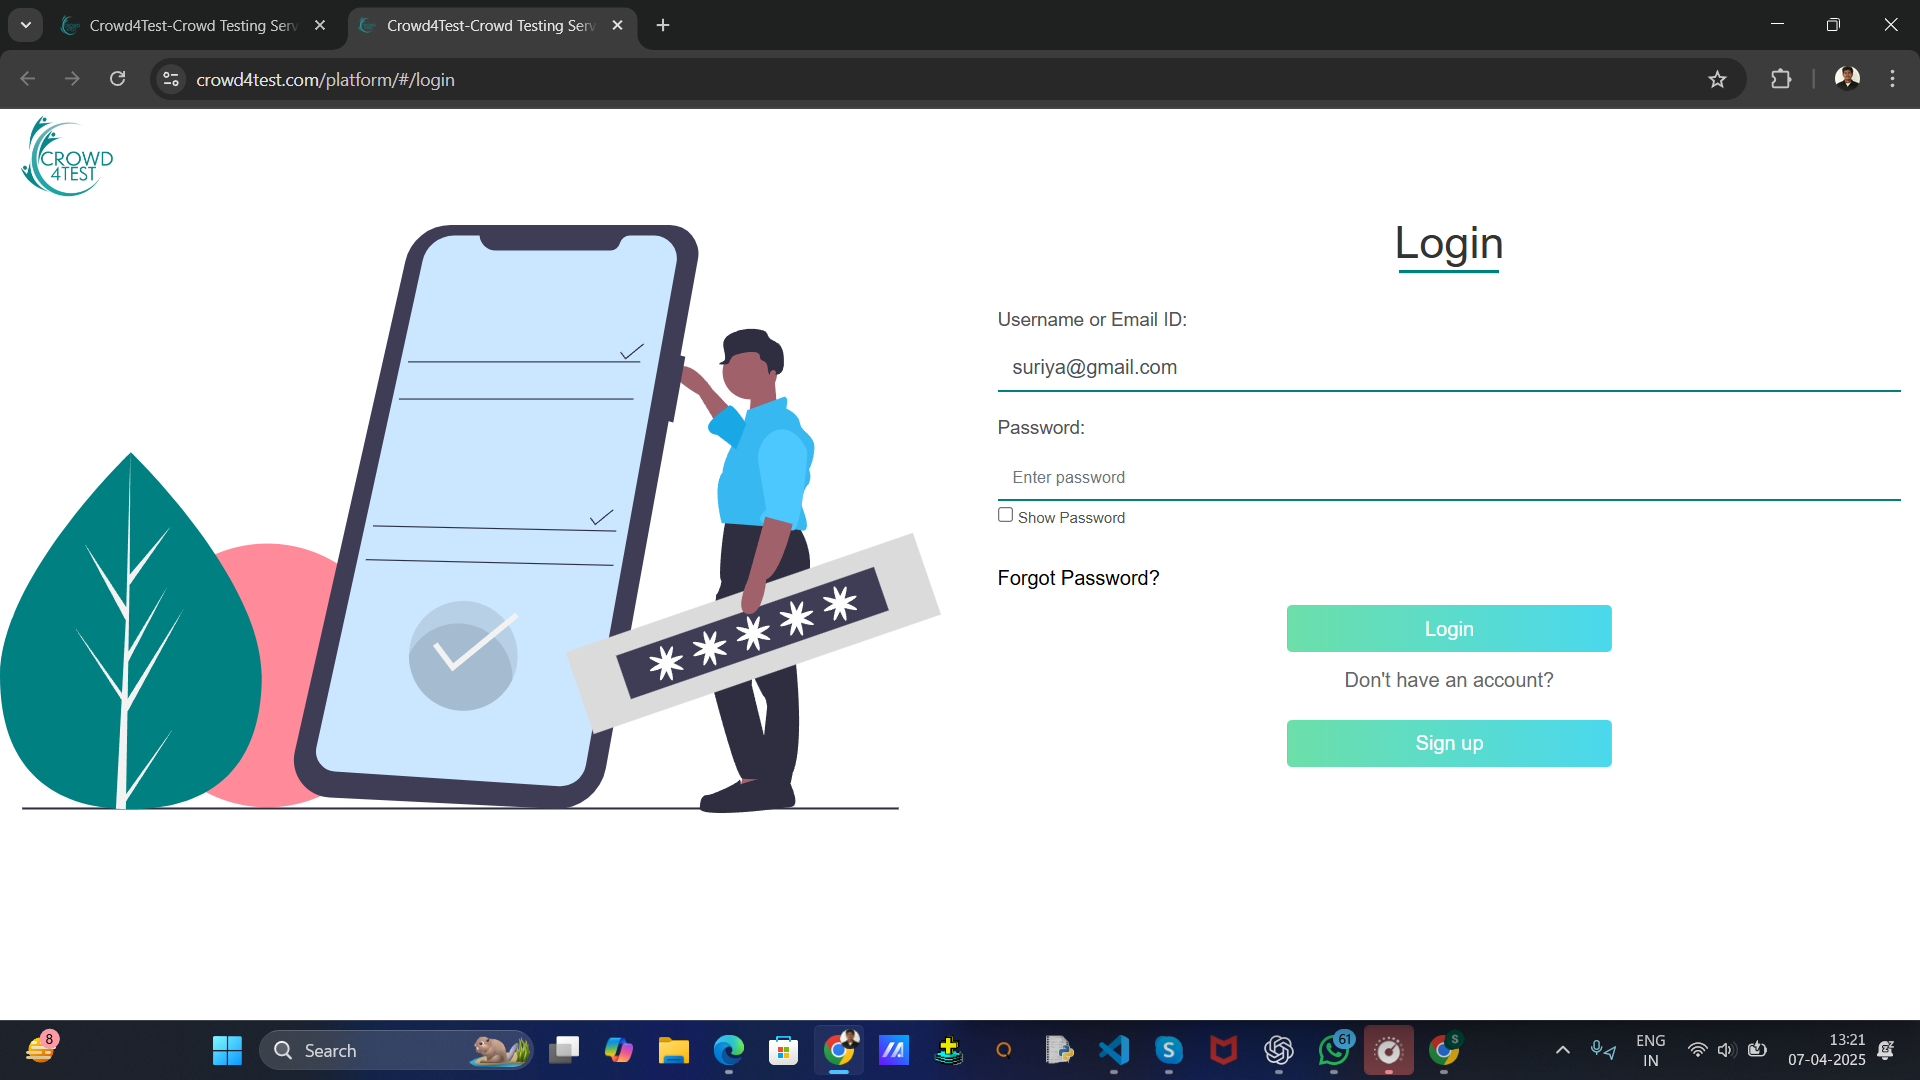 Crowd4Test-Crowd Testing Serv
Crowd4Test-Crowd Testing Serv
crowd4test.com/platform/#/login
CROWD
4TEST
Login
Username or Email ID:
suriya@gmail.com
Password:
Enter password
Show Password
Forgot Password?
Login
Don't have an account?
Sign up
8
Search
61
S
ENG
IN
13:21
07-04-2025